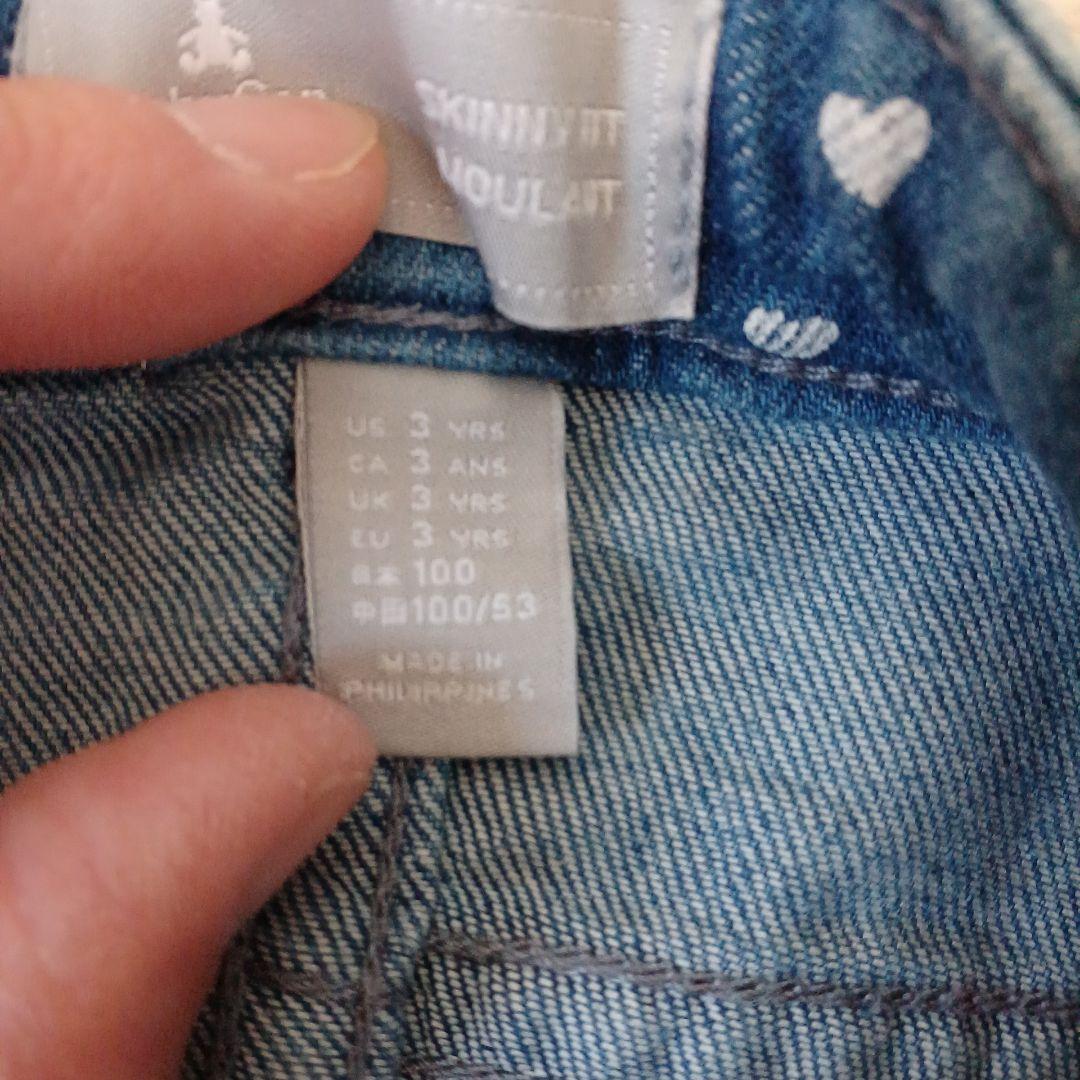 SKINNY FIT
MOULANT
US 3 YRS
CA 3 ANS
UK 3 YRS
EU 3 YRS
日本 100
中国 100/53
MADE IN
PHILIPPINES